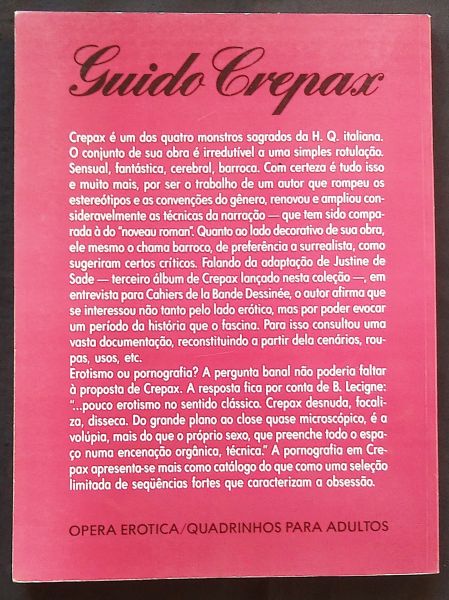 Guido Crepax
Crepax é um dos quatro monstros sagrados da H. Q. italiana.
O conjunto de sua obra é irredutível a uma simples rotulação.
Sensual, fantástica, cerebral, barroca. Com certeza é tudo isso
e muito mais, por ser o trabalho de um autor que rompeu os
estereótipos e as convenções do gênero, renovou e ampliou con-
sideravelmente as técnicas da narração — que tem sido compa-
rada à do "noveau roman". Quanto ao lado decorativo de sua obra,
ele mesmo o chama barroco, de preferência a surrealista, como
sugeriram certos críticos. Falando da adaptação de Justine de
Sade — terceiro álbum de Crepax lançado nesta coleção —, em
entrevista para Cahiers de la Bande Dessinée, o autor afirma que
se interessou não tanto pelo lado erótico, mas por poder evocar
um período da história que o fascina. Para isso consultou uma
vasta documentação, reconstituindo a partir dela cenários, rou-
pas, usos, etc.
Erotismo ou pornografia? A pergunta banal não poderia faltar
à proposta de Crepax. A resposta fica por conta de B. Lecigne:
"...pouco erotismo no sentido clássico. Crepax desnuda, focali-
za, disseca. Do grande plano ao close quase microscópico, é a
volúpia, mais do que o próprio sexo, que preenche todo o espa-
ço numa encenação orgânica, técnica." A pornografia em Cre-
pax apresenta-se mais como catálogo do que como uma seleção
limitada de seqüências fortes que caracterizam a obsessão.
OPERA EROTICA/QUADRINHOS PARA ADULTOS